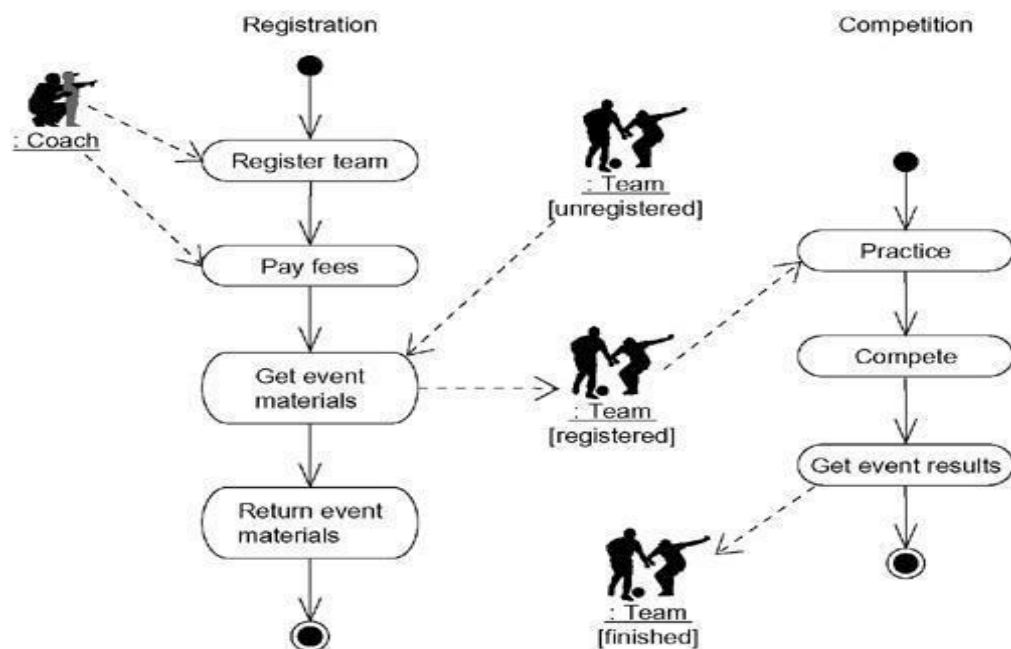 Registration
Competition
: Coach
Register team
: Team
[unregistered]
Pay fees
Practice
Get event
materials
: Team
[registered]
Compete
Get event results
Return event
materials
: Team
[finished]